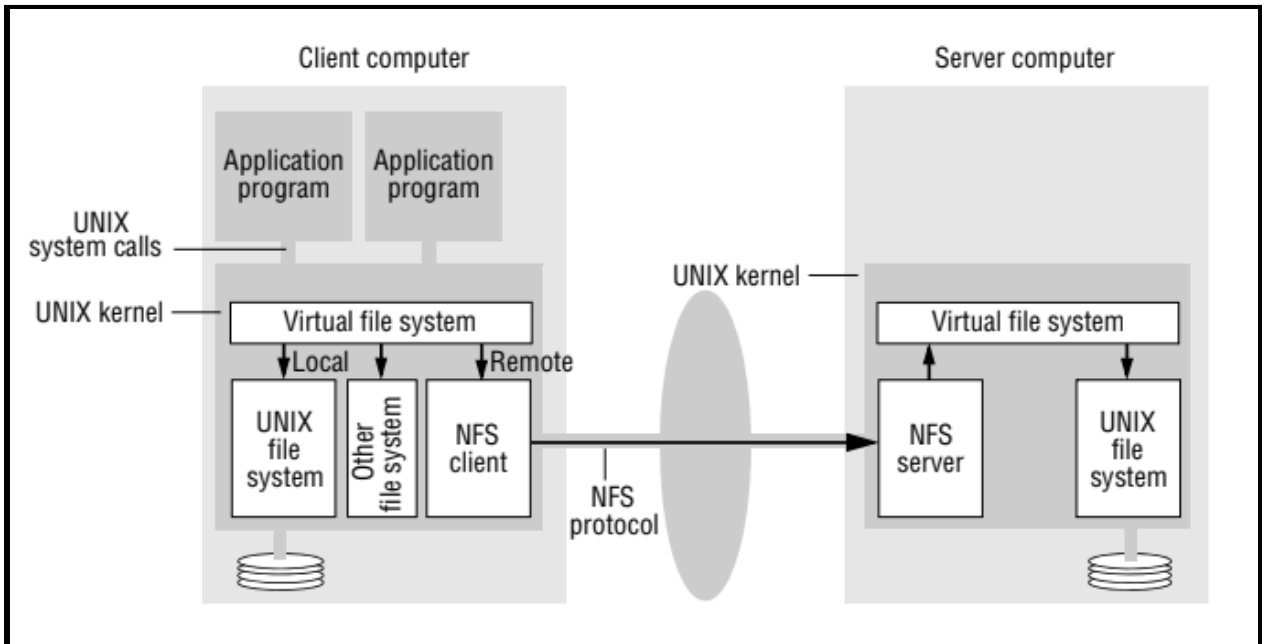 Client computer
Server computer
Application
program
Application
program
UNIX
system calls
UNIX kernel
UNIX kernel
Virtual file system
Virtual file system
Local
Remote
UNIX
file
system
Other
file system
NFS
client
NFS
server
UNIX
file
system
NFS
protocol